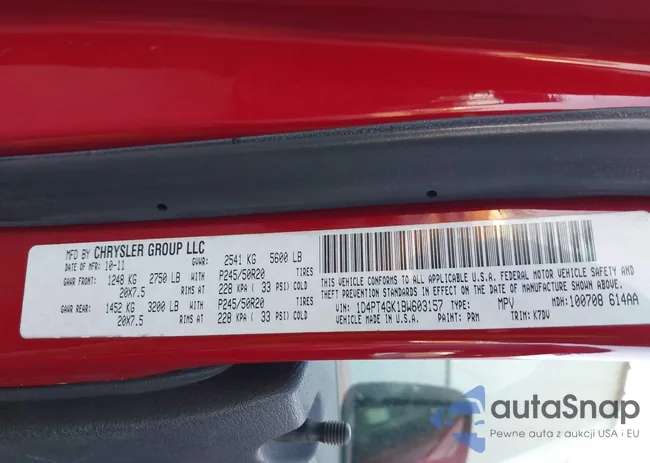 MFD BY CHRYSLER GROUP LLC
DATE OF MFR: 10-11 GVWR: 2541 KG 5600 LB
GAWR FRONT: 1248 KG 2750 LB WITH P245/50R20 TIRES
20X7.5 RIMS AT 228 KPA ( 33 PSI) COLD
GAWR REAR: 1452 KG 3200 LB WITH P245/50R20 TIRES
20X7.5 RIMS AT 228 KPA ( 33 PSI) COLD
THIS VEHICLE CONFORMS TO ALL APPLICABLE U.S.A. FEDERAL MOTOR VEHICLE SAFETY AND
THEFT PREVENTION STANDARDS IN EFFECT ON THE DATE OF MANUFACTURE SHOWN ABOVE.
VIN: 1D4PT4GK1BW603157 TYPE: MPV MDH: 100708 614AA
MADE IN U.S.A. PAINT: PRM TRIM: K7DV
autaSnap
Pewne auta z aukcji USA i EU